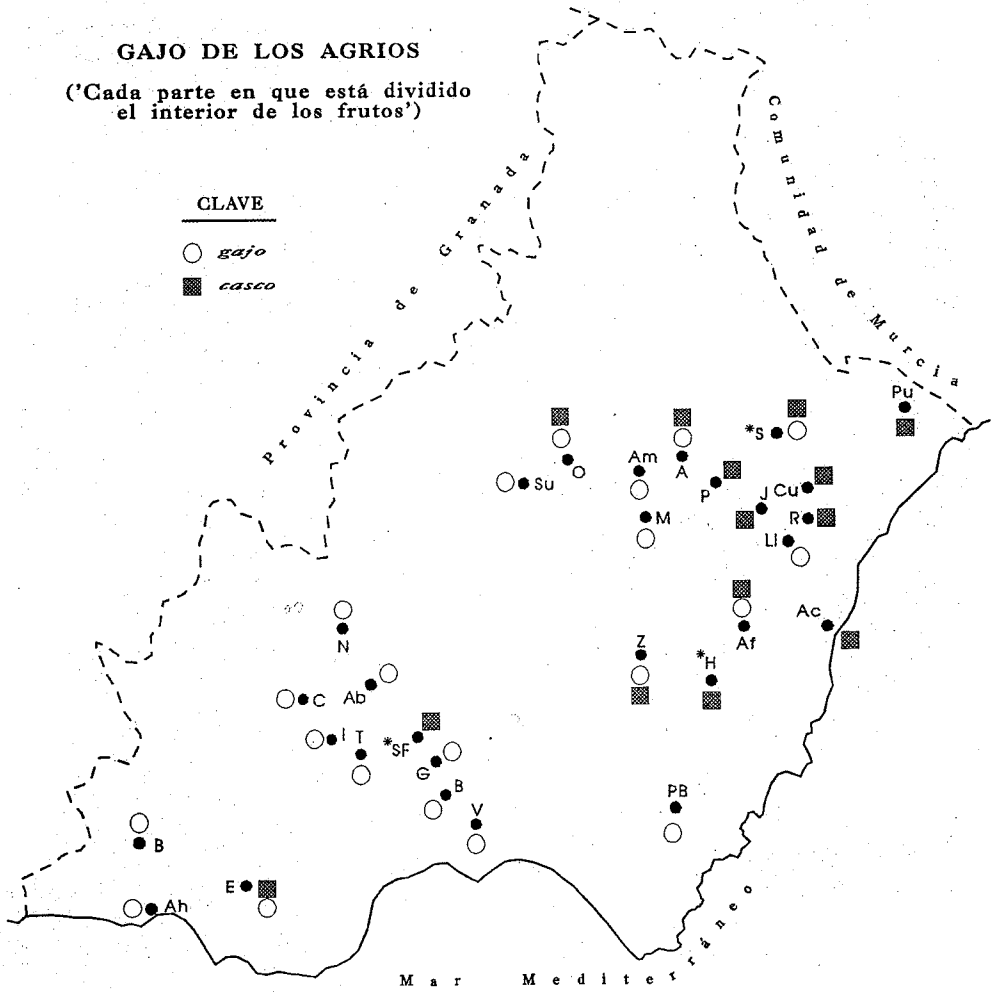 GAJO DE LOS AGRIOS
('Cada parte en que está dividido
el interior de los frutos')
CLAVE
gajo
casco
Provincia de Granada
Comunidad de Murcia
Pu
*S
O
Am
A
Su
P
J
Cu
M
R
Ll
Ac
Af
N
Z
*H
Ab
C
I
T
*SF
G
B
V
PB
B
E
Ah
Mar Mediterráneo